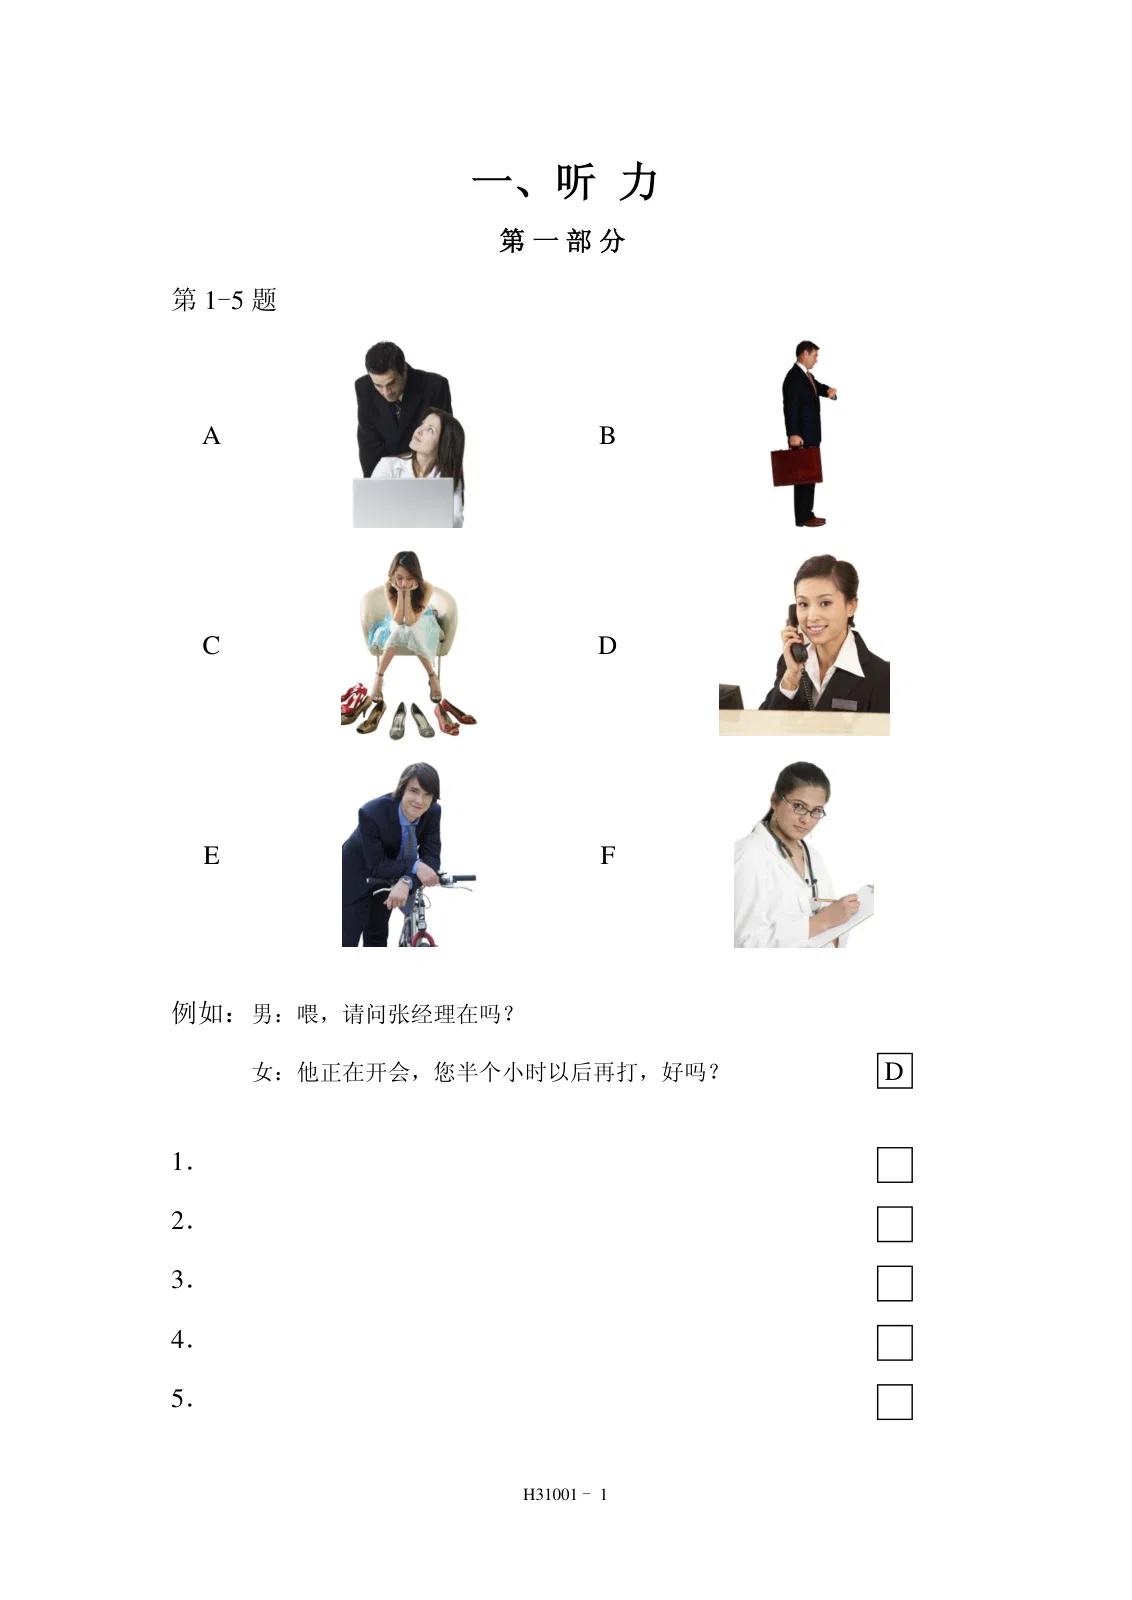 一、听 力
第 一 部 分
第 1-5 题
A
B
C
D
E
F
例如：男：喂，请问张经理在吗？
女：他正在开会，您半个小时以后再打，好吗？
D
1．
2．
3．
4．
5．
H31001－ 1